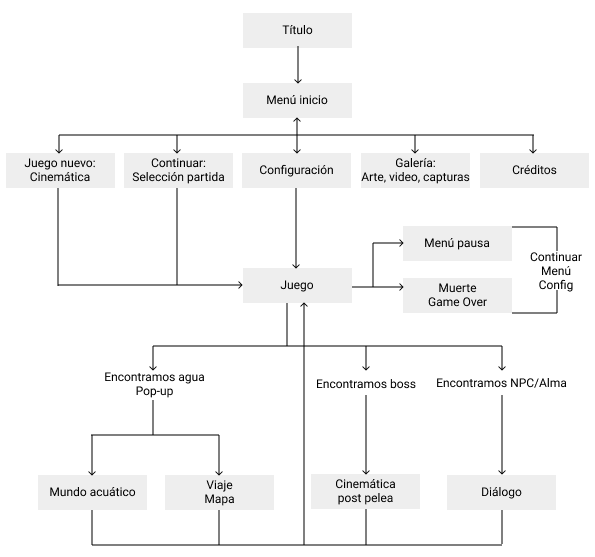 Título
Menú inicio
Juego nuevo:
Cinemática
Continuar:
Selección partida
Configuración
Galería:
Arte, video, capturas
Créditos
Menú pausa
Continuar
Menú
Config
Juego
Muerte
Game Over
Encontramos agua
Pop-up
Encontramos boss
Encontramos NPC/Alma
Mundo acuático
Viaje
Mapa
Cinemática
post pelea
Diálogo